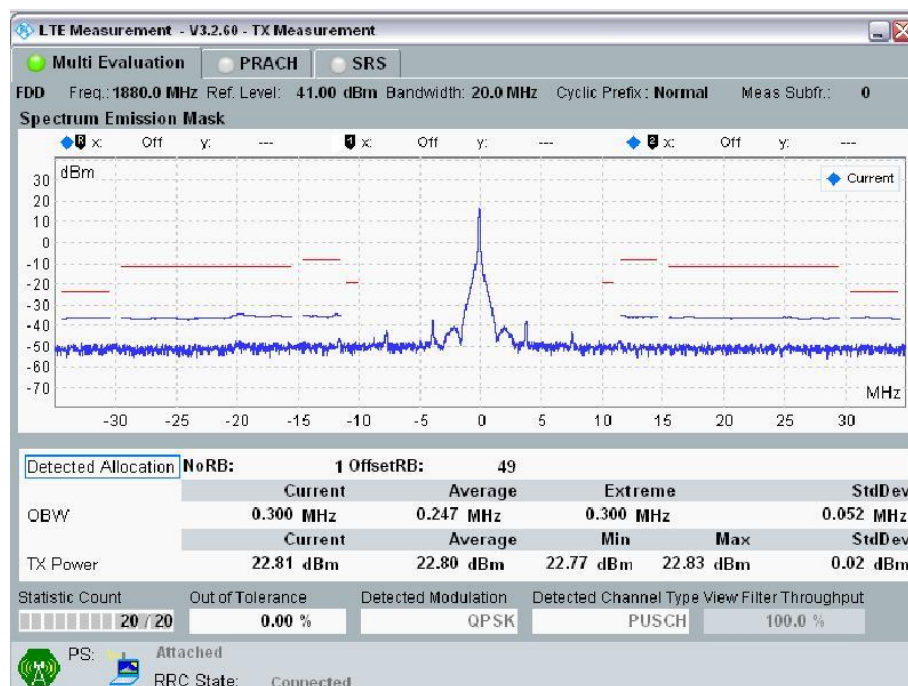 LTE Measurement - V3.2.60 - TX Measurement
Multi Evaluation PRACH SRS
FDD Freq.: 1880.0 MHz Ref. Level: 41.00 dBm Bandwidth: 20.0 MHz Cyclic Prefix: Normal Meas Subfr.: 0
Spectrum Emission Mask
R x: Off y: --- 1 x: Off y: --- 2 x: Off y: ---
dBm
Current
30
20
10
0
-10
-20
-30
-40
-50
-60
-70
MHz
-30 -25 -20 -15 -10 -5 0 5 10 15 20 25 30
Detected Allocation NoRB: 1 OffsetRB: 49
Current Average Extreme StdDev
OBW 0.300 MHz 0.247 MHz 0.300 MHz 0.052 MHz
Current Average Min Max StdDev
TX Power 22.81 dBm 22.80 dBm 22.77 dBm 22.83 dBm 0.02 dBm
Statistic Count Out of Tolerance Detected Modulation Detected Channel Type View Filter Throughput
20 / 20 0.00 % QPSK PUSCH 100.0 %
PS: Attached
RRC State: Connected